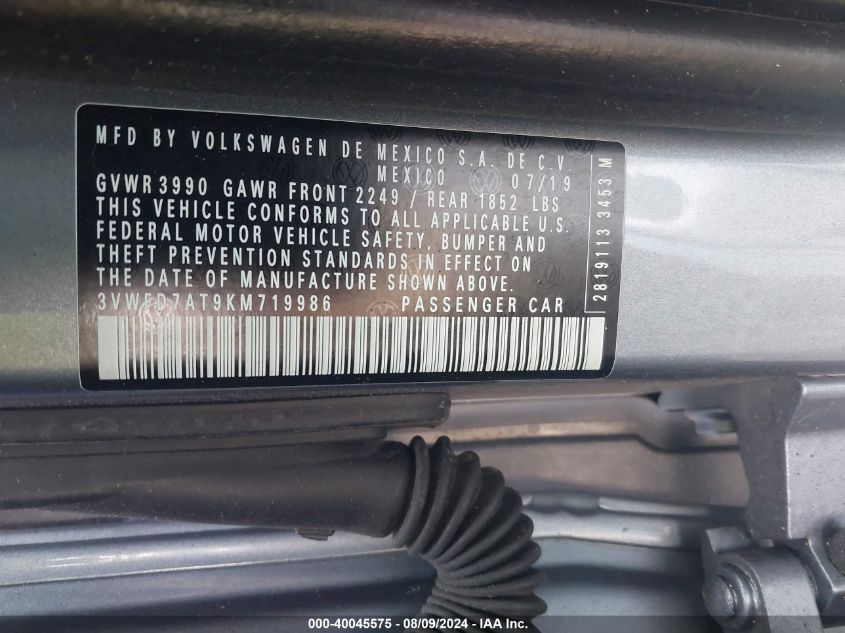 MFD BY VOLKSWAGEN DE MEXICO S.A. DE C.V.
MEXICO 07/19
GVWR 3990 GAWR FRONT 2249 / REAR 1852 LBS
THIS VEHICLE CONFORMS TO ALL APPLICABLE U.S.
FEDERAL MOTOR VEHICLE SAFETY, BUMPER AND
THEFT PREVENTION STANDARDS IN EFFECT ON
THE DATE OF MANUFACTURE SHOWN ABOVE.
3VWFD7AT9KM719986 PASSENGER CAR
2819113 3453 M
000-40045575 - 08/09/2024 - IAA Inc.